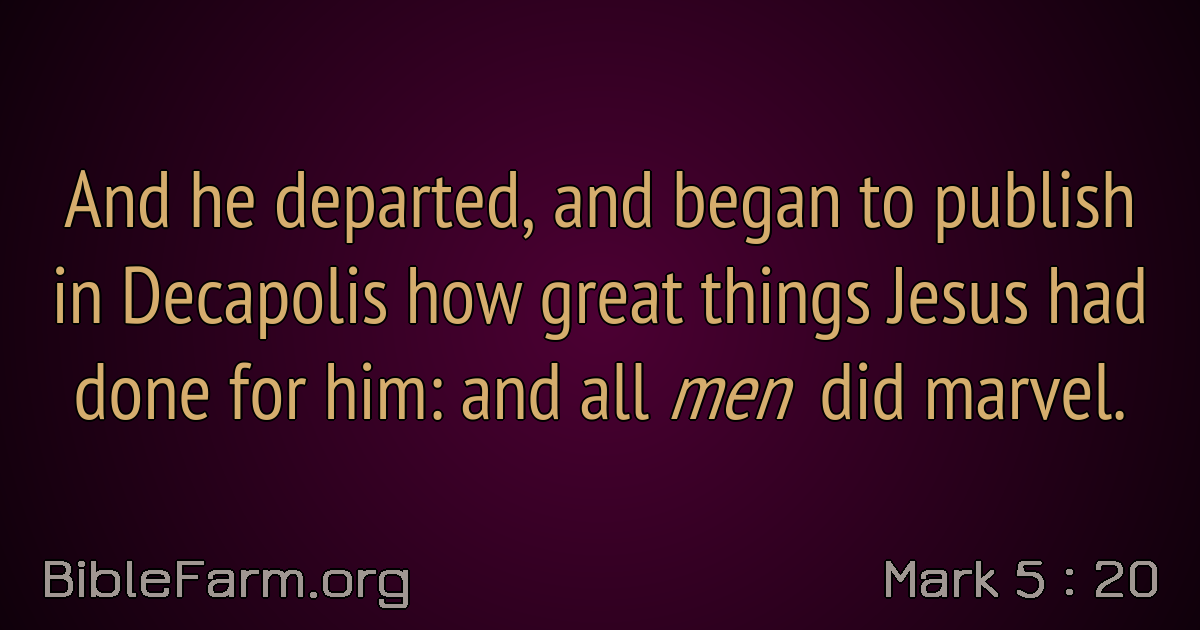 And he departed, and began to publish
in Decapolis how great things Jesus had
done for him: and all men did marvel.
BibleFarm.org
Mark 5 : 20